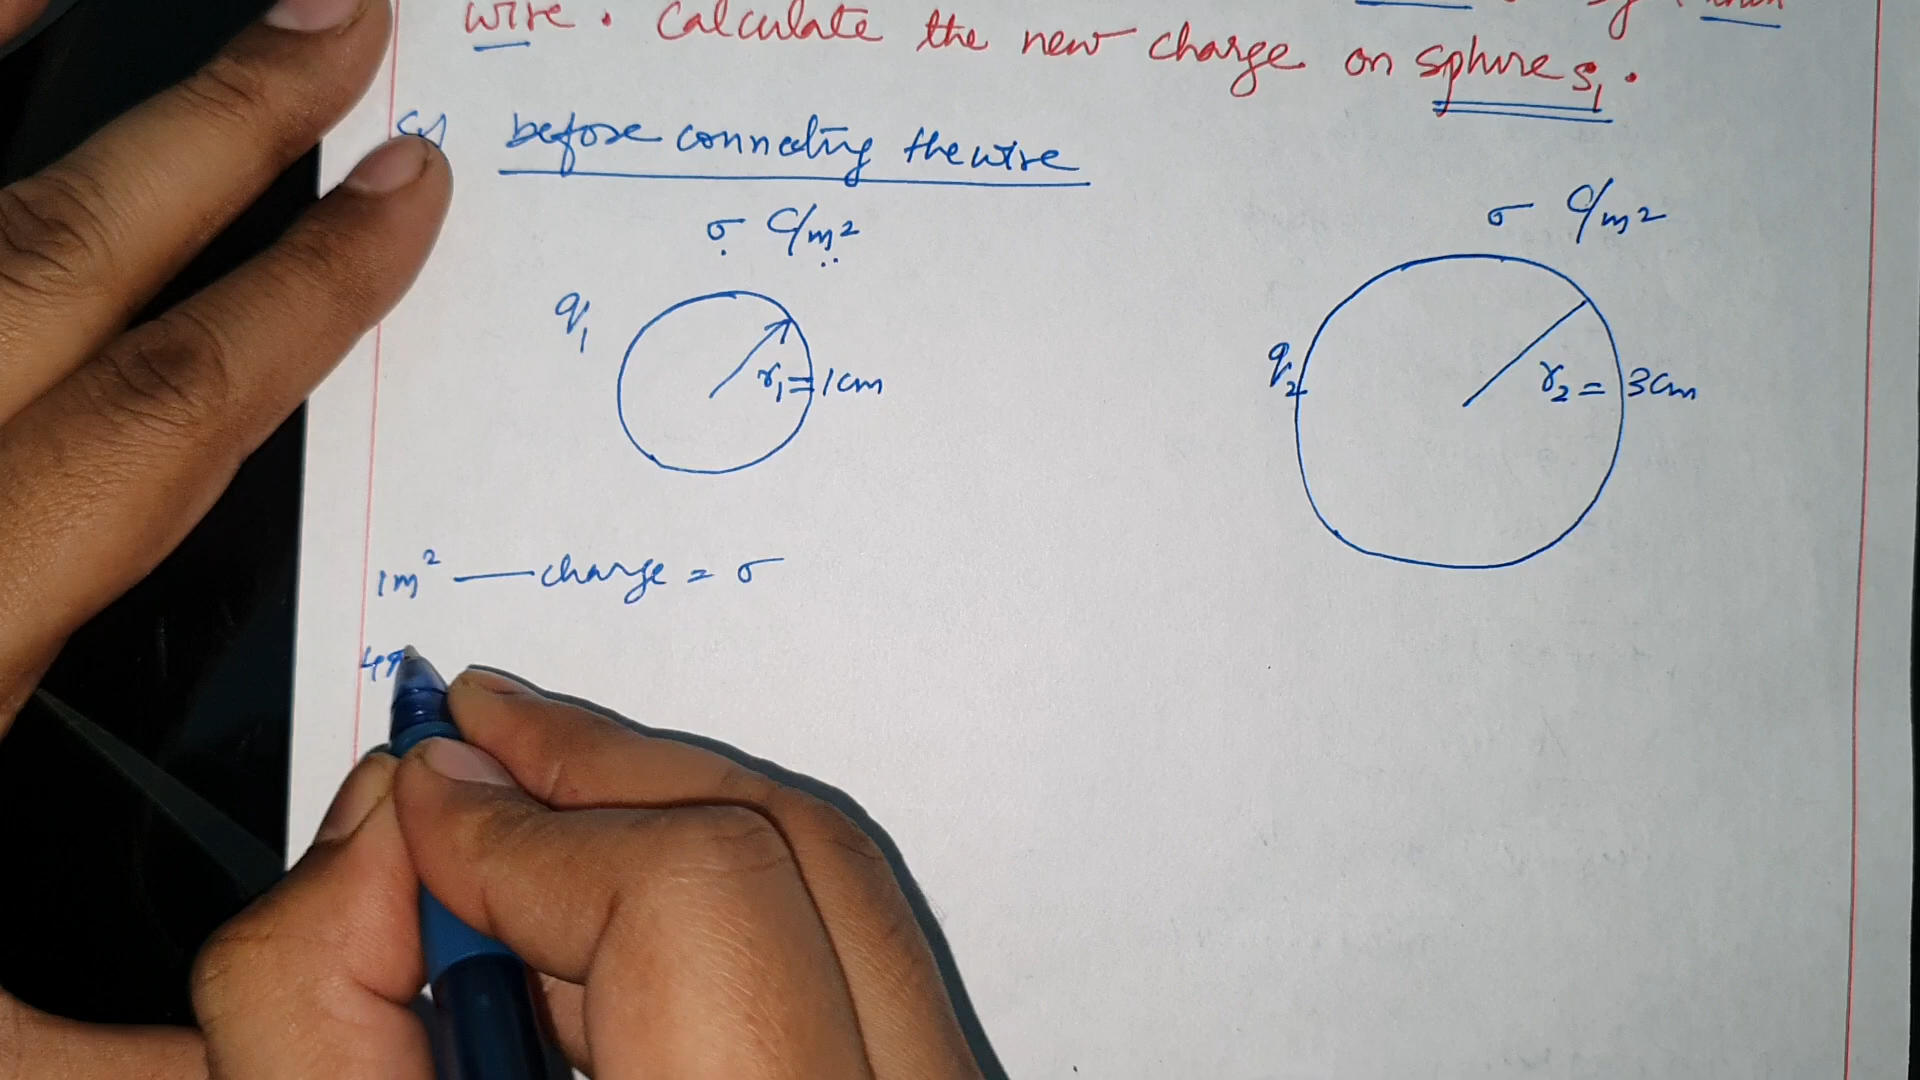 wire. Calculate the new charge on sphere S₁.
before connecting the wire
σ C/m²
σ C/m²
q₁
r₁ = 1cm
q₂
r₂ = 3cm
1m² — charge = σ
4π